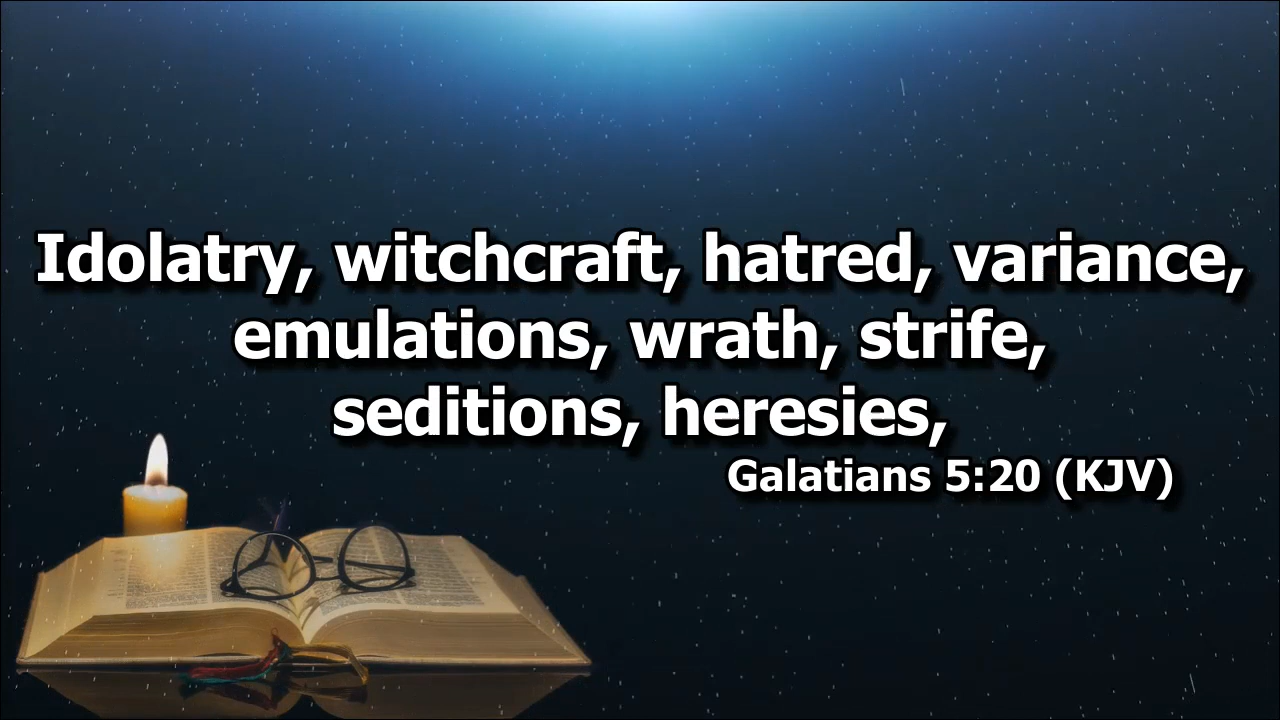 Idolatry, witchcraft, hatred, variance,
emulations, wrath, strife,
seditions, heresies,
Galatians 5:20 (KJV)